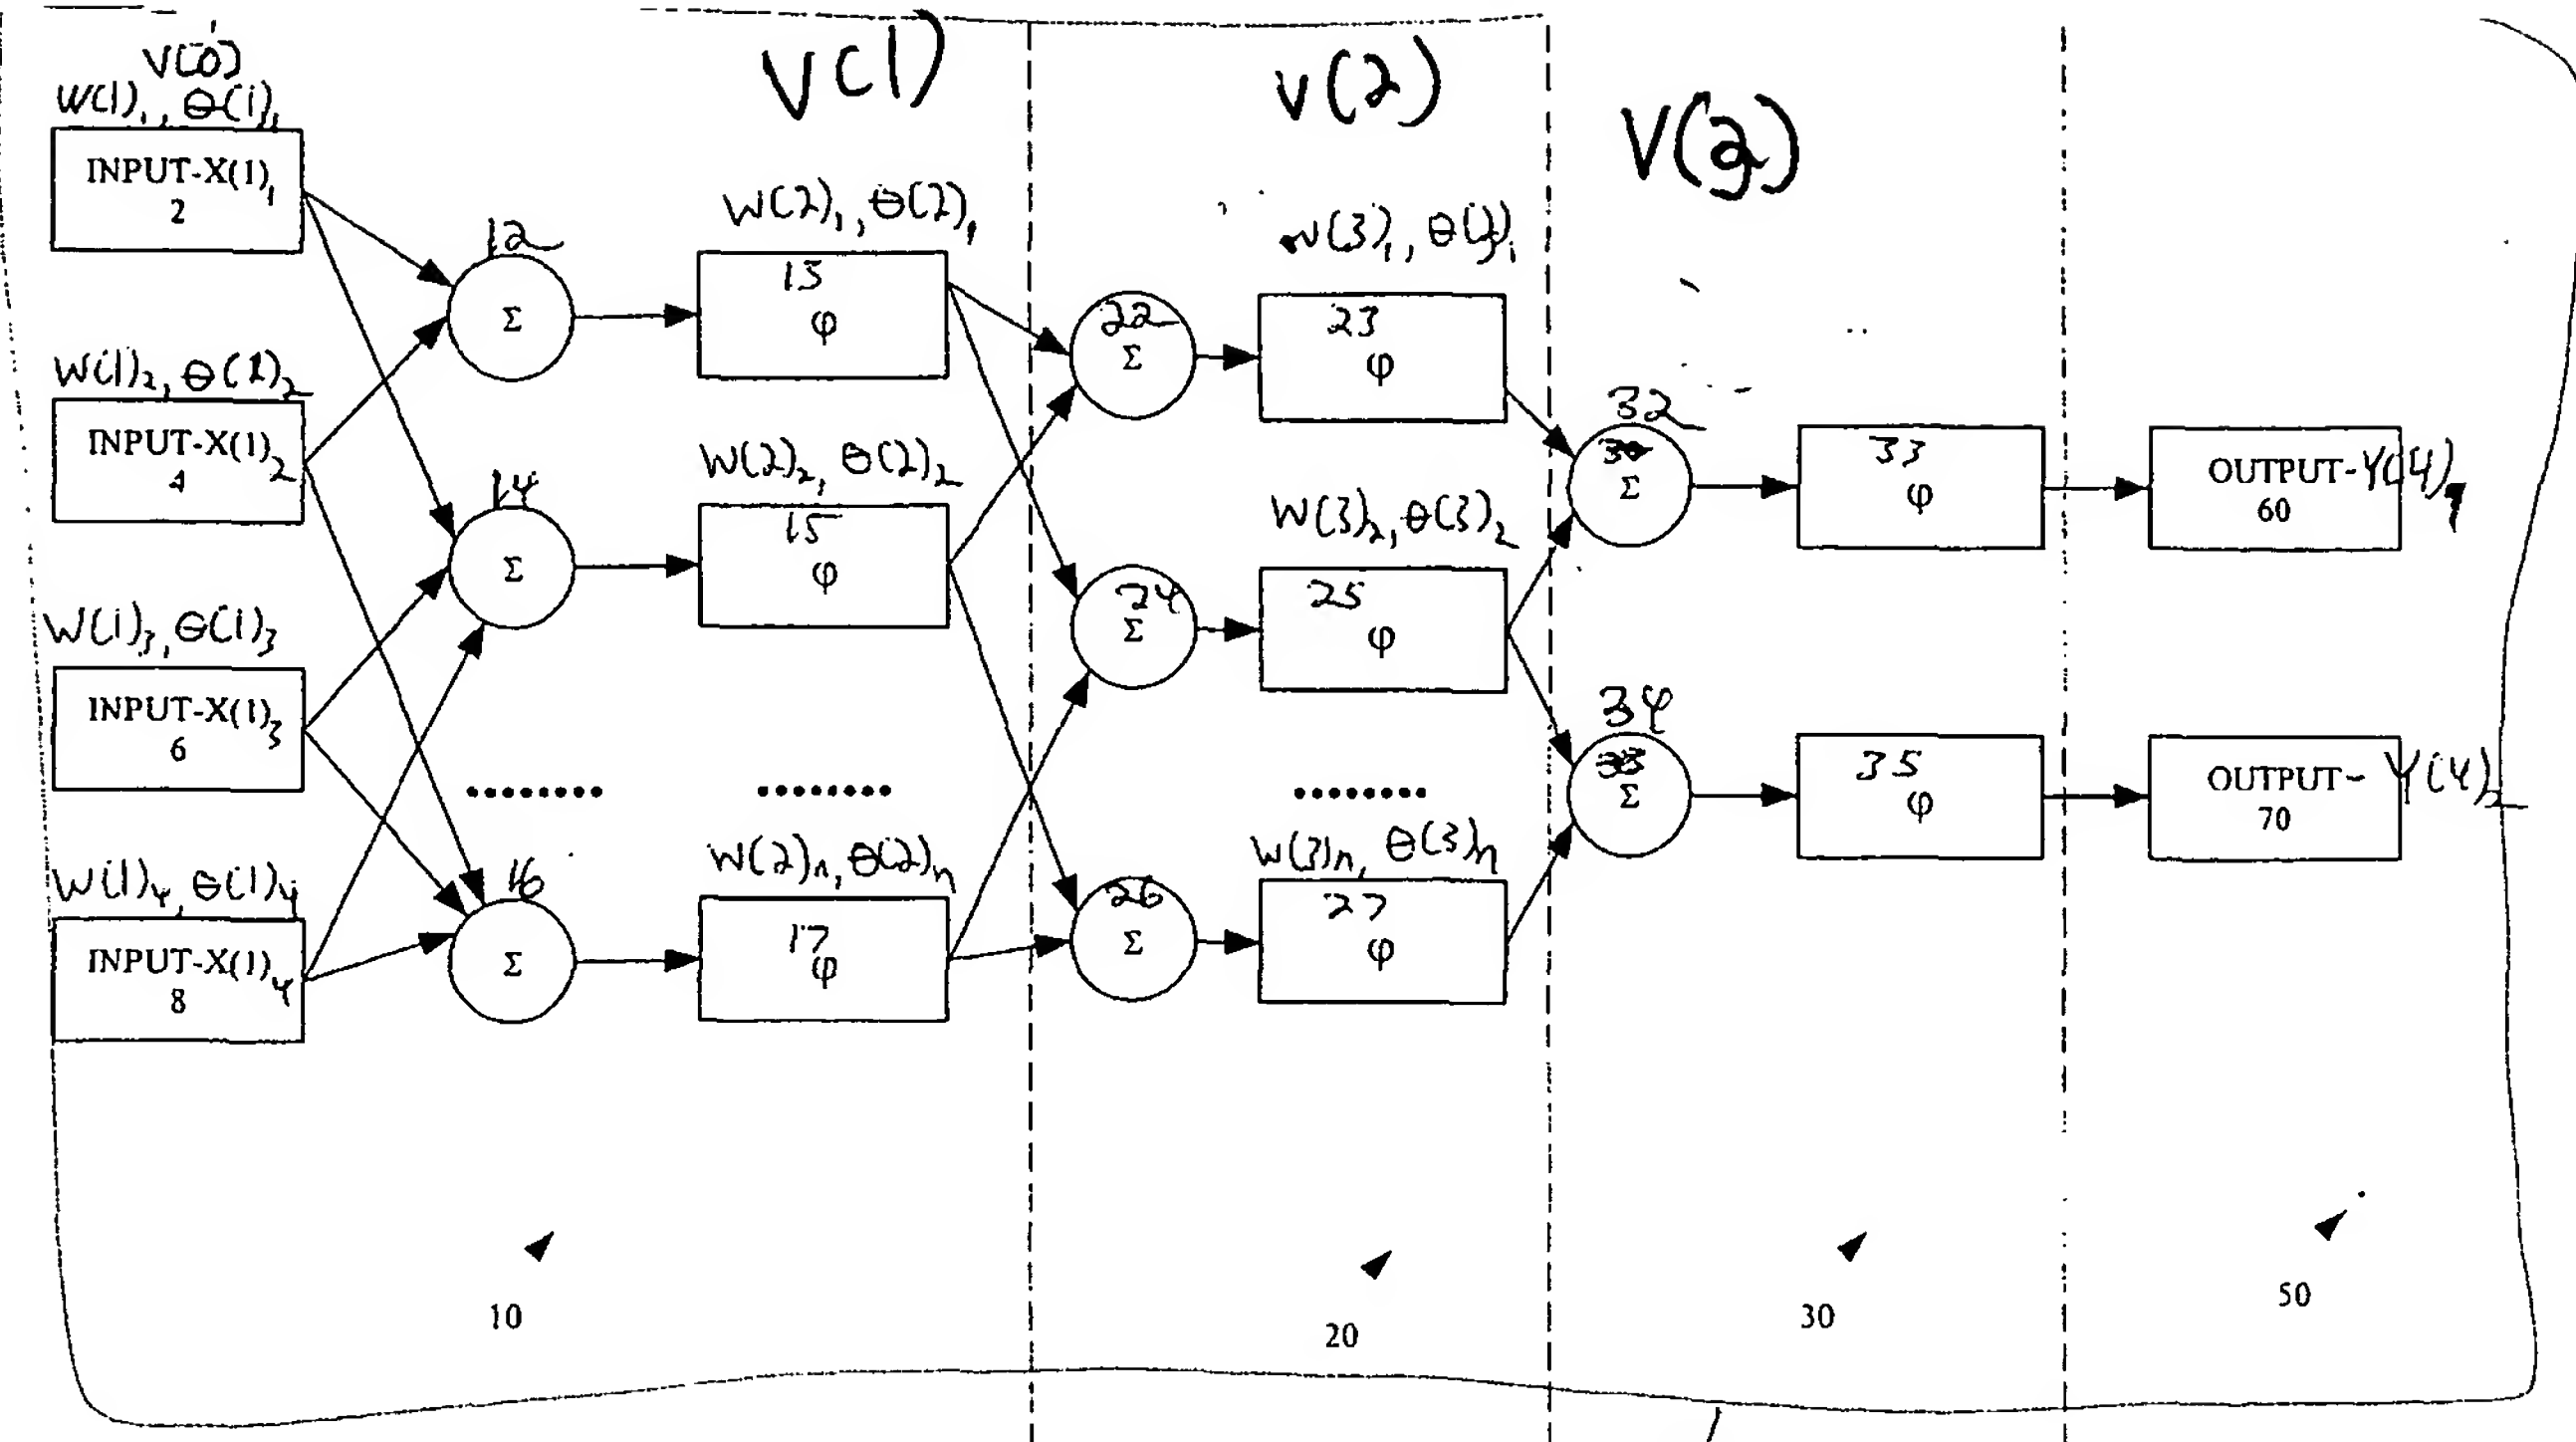 V(0)
W(1)₁, θ(1)₁
INPUT-X(1)₁
2
W(1)₂, θ(1)₂
INPUT-X(1)₂
4
W(1)₃, θ(1)₃
INPUT-X(1)₃
6
W(1)₄, θ(1)₄
INPUT-X(1)₄
8
12
Σ
14
Σ
........
16
Σ
10
V(1)
W(2)₁, θ(2)₁
13
φ
W(2)₂, θ(2)₂
15
φ
........
W(2)n, θ(2)n
17
φ
V(2)
22
Σ
24
Σ
26
Σ
W(3)₁, θ(3)₁
23
φ
W(3)₂, θ(3)₂
25
φ
........
W(3)n, θ(3)n
27
φ
20
V(3)
32
Σ
34
Σ
33
φ
35
φ
30
OUTPUT-Y(4)₁
60
OUTPUT-Y(4)₂
70
50